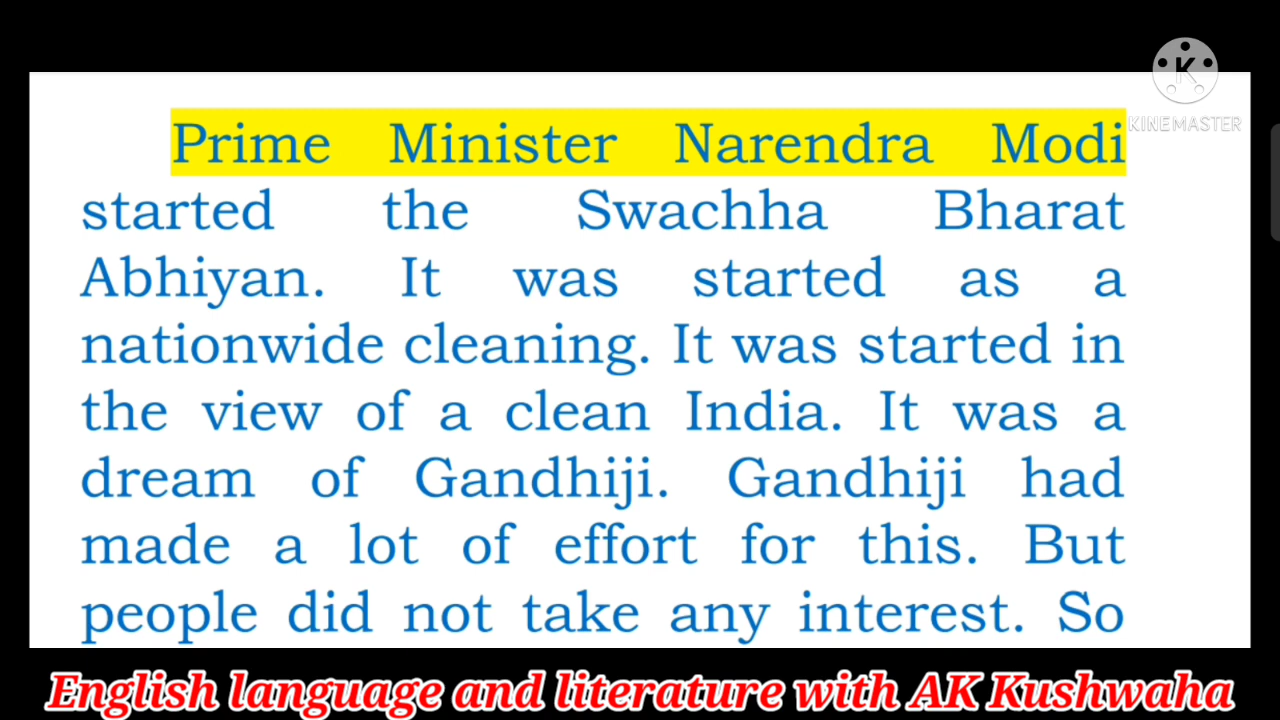 KINEMASTER
Prime Minister Narendra Modi
started the Swachha Bharat
Abhiyan. It was started as a
nationwide cleaning. It was started in
the view of a clean India. It was a
dream of Gandhiji. Gandhiji had
made a lot of effort for this. But
people did not take any interest. So
English language and literature with AK Kushwaha